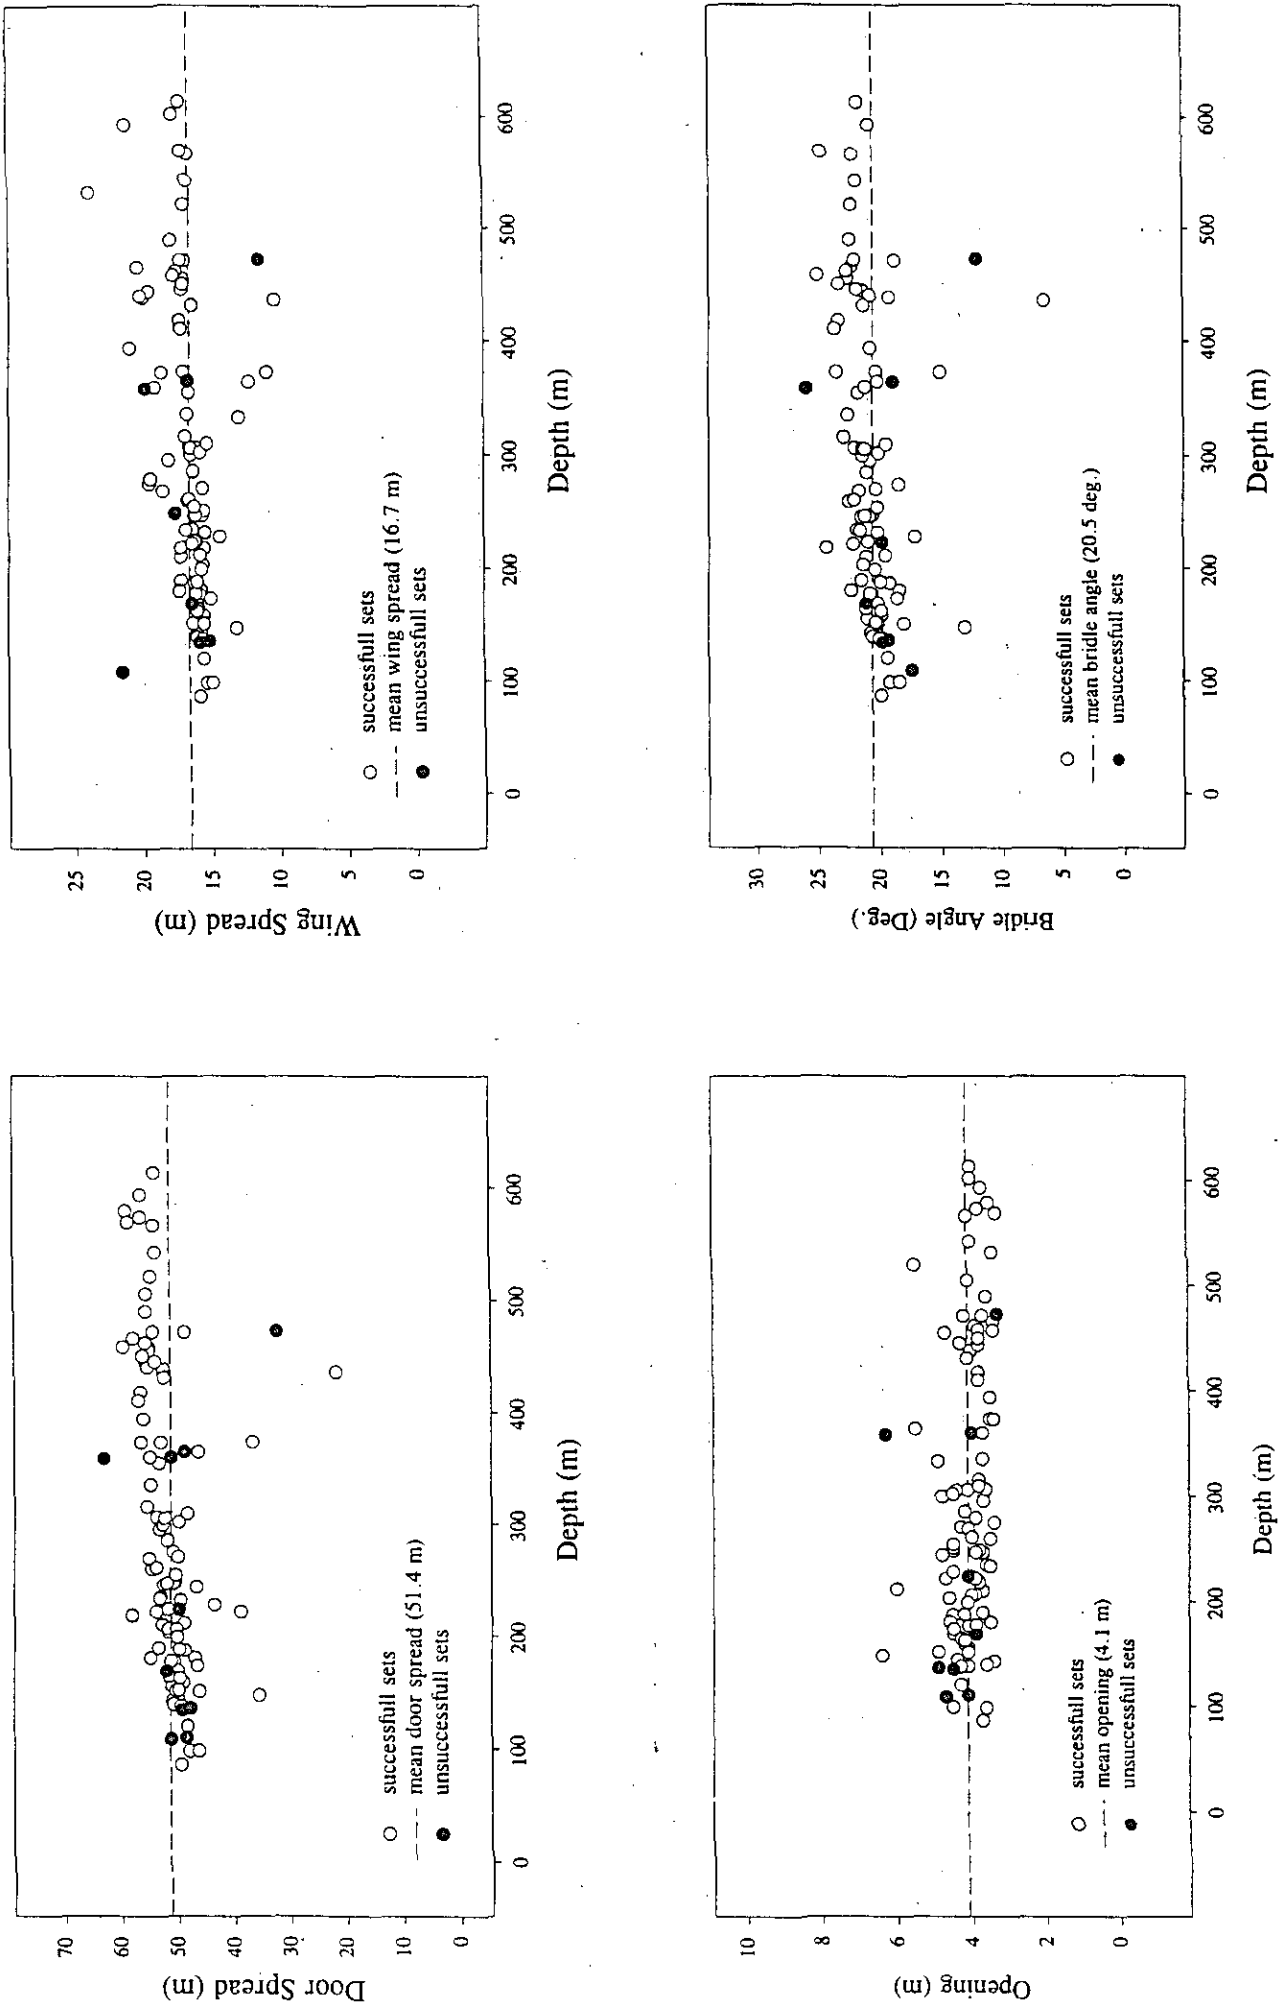 Door Spread (m)
70
60
50
40
30
20
10
0
successfull sets
mean door spread (51.4 m)
unsuccessfull sets
0
100
200
300
400
500
600
Depth (m)
Wing Spread (m)
25
20
15
10
5
0
successfull sets
mean wing spread (16.7 m)
unsuccessfull sets
0
100
200
300
400
500
600
Depth (m)
Opening (m)
10
8
6
4
2
0
successfull sets
mean opening (4.1 m)
unsuccessfull sets
0
100
200
300
400
500
600
Depth (m)
Bridle Angle (Deg.)
30
25
20
15
10
5
0
successfull sets
mean bridle angle (20.5 deg.)
unsuccessfull sets
0
100
200
300
400
500
600
Depth (m)